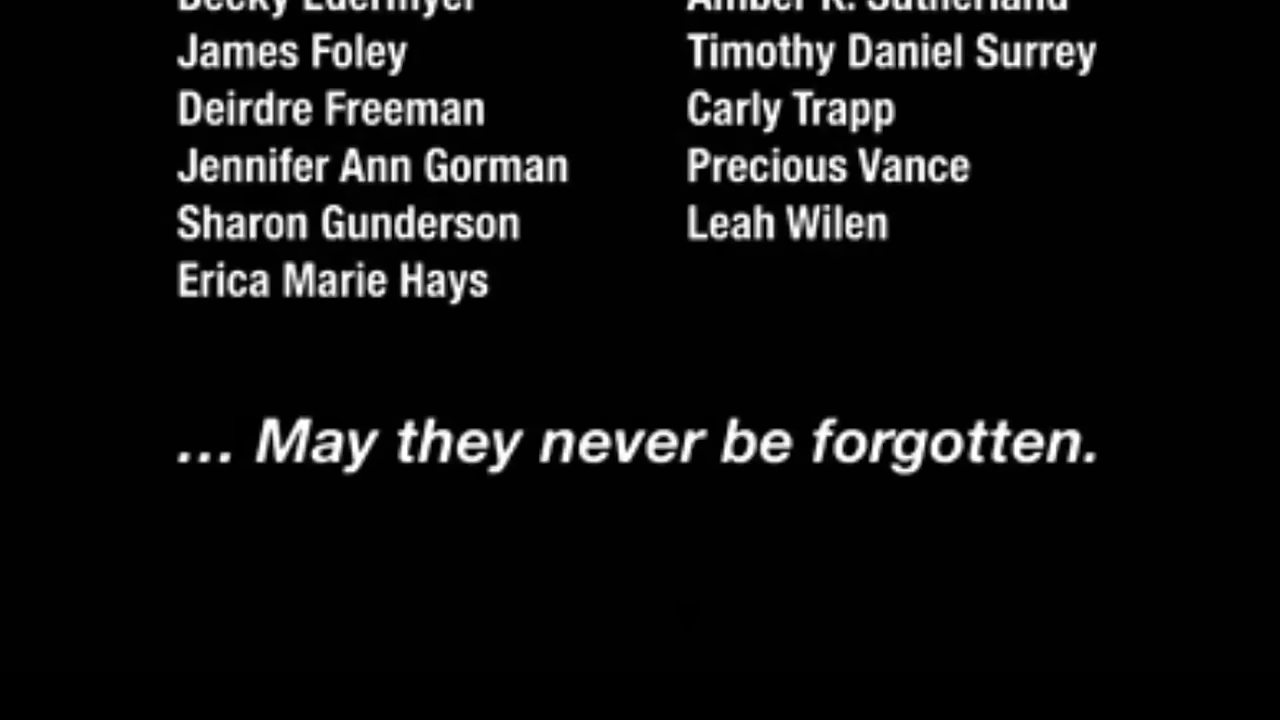 Becky Edermyer
Amber R. Sutherland
James Foley
Timothy Daniel Surrey
Deirdre Freeman
Carly Trapp
Jennifer Ann Gorman
Precious Vance
Sharon Gunderson
Leah Wilen
Erica Marie Hays
... May they never be forgotten.